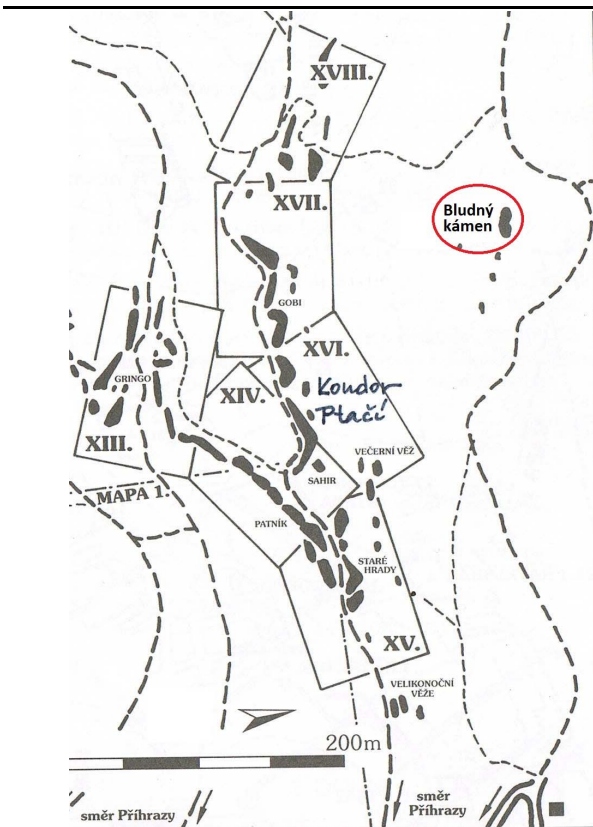 XVIII.
XVII.
Bludný
kámen
GOBI
XVI.
GRINGO
XIV.
Kondor
Ptačí
XIII.
VEČERNÍ VĚŽ
SAHIR
MAPA 1.
PATNÍK
STARÉ
HRADY
XV.
VELIKONOČNÍ
VĚŽE
200m
směr Příhrazy
směr
Příhrazy